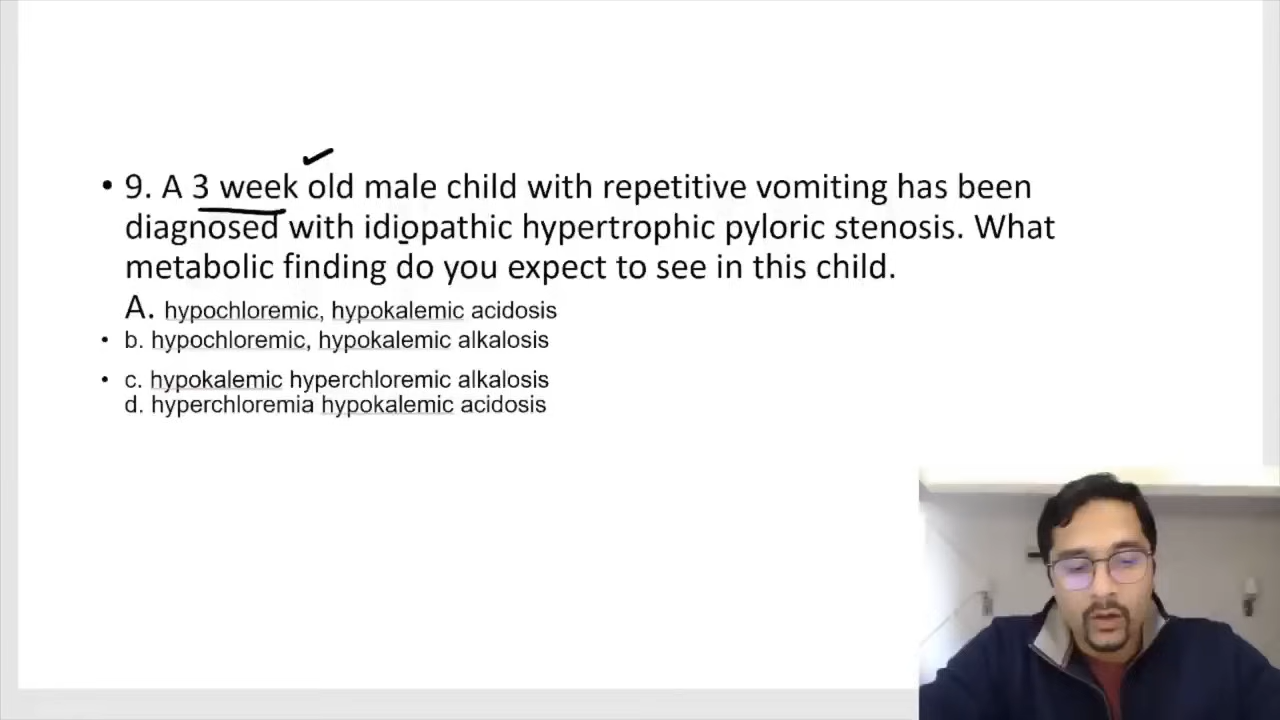 • 9. A 3 week old male child with repetitive vomiting has been
diagnosed with idiopathic hypertrophic pyloric stenosis. What
metabolic finding do you expect to see in this child.
A. hypochloremic, hypokalemic acidosis
• b. hypochloremic, hypokalemic alkalosis
• c. hypokalemic hyperchloremic alkalosis
d. hyperchloremia hypokalemic acidosis